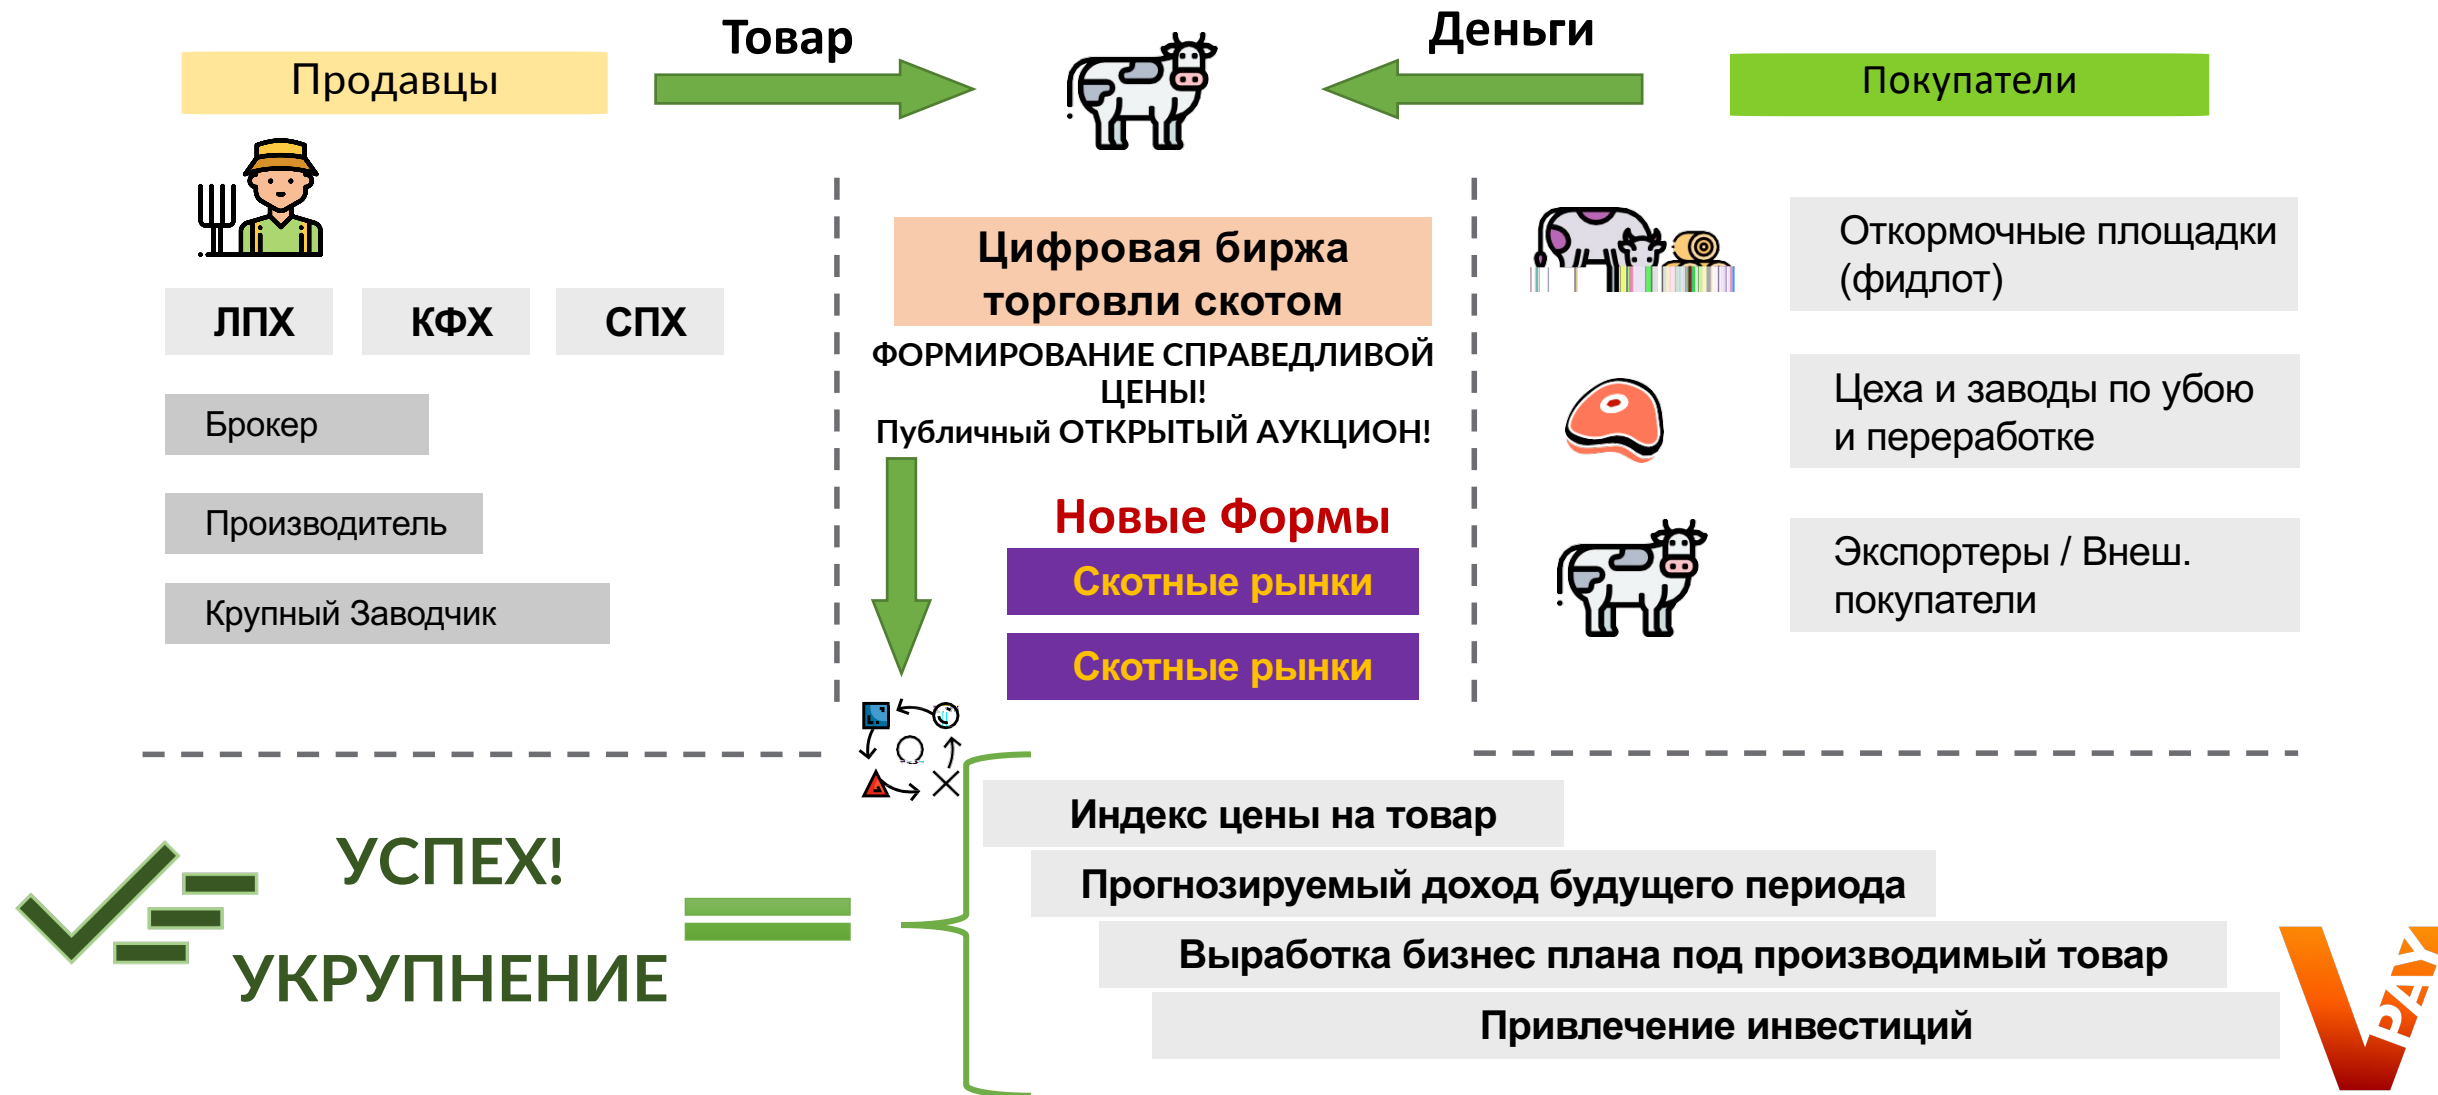 Товар
Деньги
Продавцы
Покупатели
ЛПХ
КФХ
СПХ
Брокер
Производитель
Крупный Заводчик
Цифровая биржа
торговли скотом
ФОРМИРОВАНИЕ СПРАВЕДЛИВОЙ
ЦЕНЫ!
Публичный ОТКРЫТЫЙ АУКЦИОН!
Новые Формы
Скотные рынки
Скотные рынки
Откормочные площадки
(фидлот)
Цеха и заводы по убою
и переработке
Экспортеры / Внеш.
покупатели
УСПЕХ!
УКРУПНЕНИЕ
Индекс цены на товар
Прогнозируемый доход будущего периода
Выработка бизнес плана под производимый товар
Привлечение инвестиций
VPAY